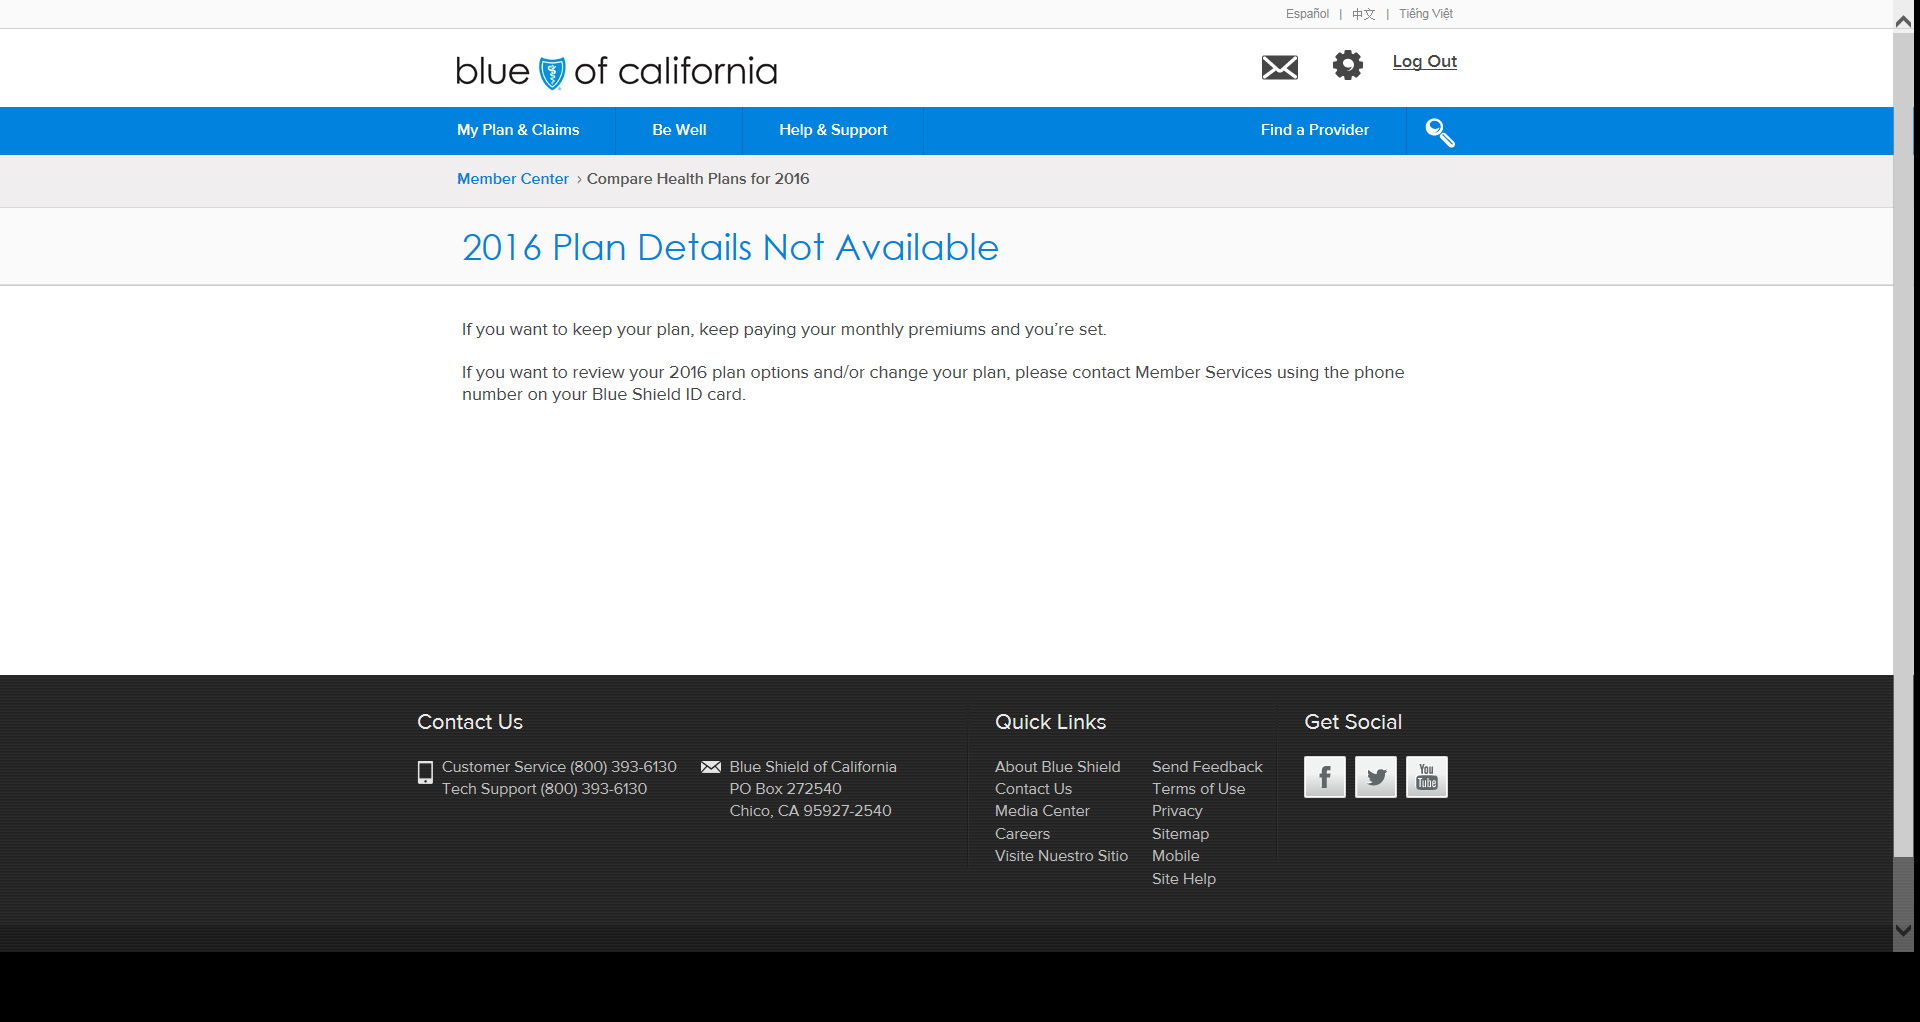 Español | 中文 | Tiếng Việt
blue of california
Log Out
My Plan & Claims Be Well Help & Support Find a Provider
Member Center › Compare Health Plans for 2016
2016 Plan Details Not Available
If you want to keep your plan, keep paying your monthly premiums and you’re set.
If you want to review your 2016 plan options and/or change your plan, please contact Member Services using the phone
number on your Blue Shield ID card.
Contact Us
Customer Service (800) 393-6130
Tech Support (800) 393-6130
Blue Shield of California
PO Box 272540
Chico, CA 95927-2540
Quick Links
About Blue Shield
Contact Us
Media Center
Careers
Visite Nuestro Sitio
Send Feedback
Terms of Use
Privacy
Sitemap
Mobile
Site Help
Get Social
f
You
Tube